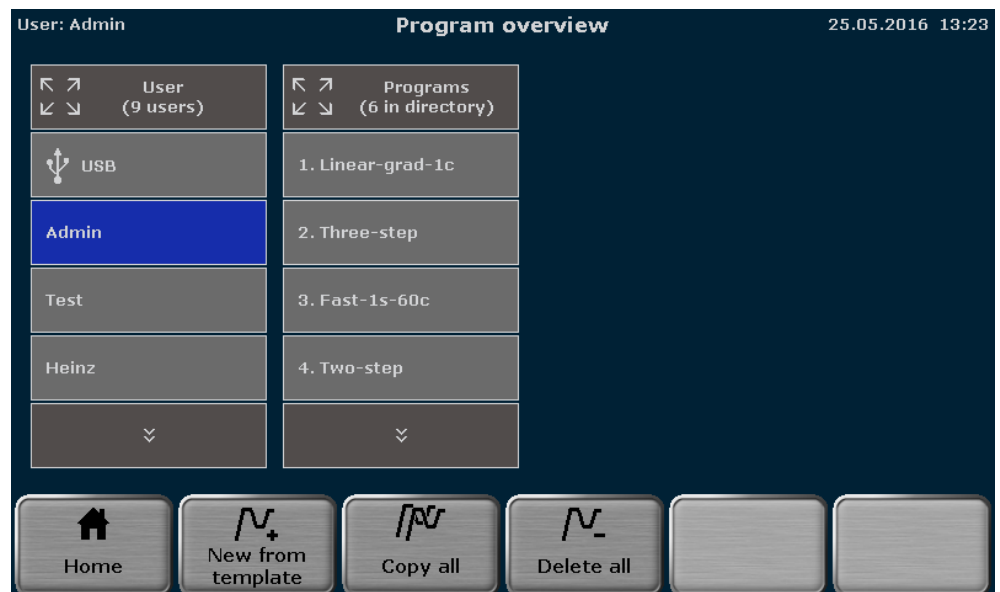 User: Admin
Program overview
25.05.2016 13:23
User
(9 users)
Programs
(6 in directory)
USB
1. Linear-grad-1c
Admin
2. Three-step
Test
3. Fast-1s-60c
Heinz
4. Two-step
Home
New from
template
Copy all
Delete all